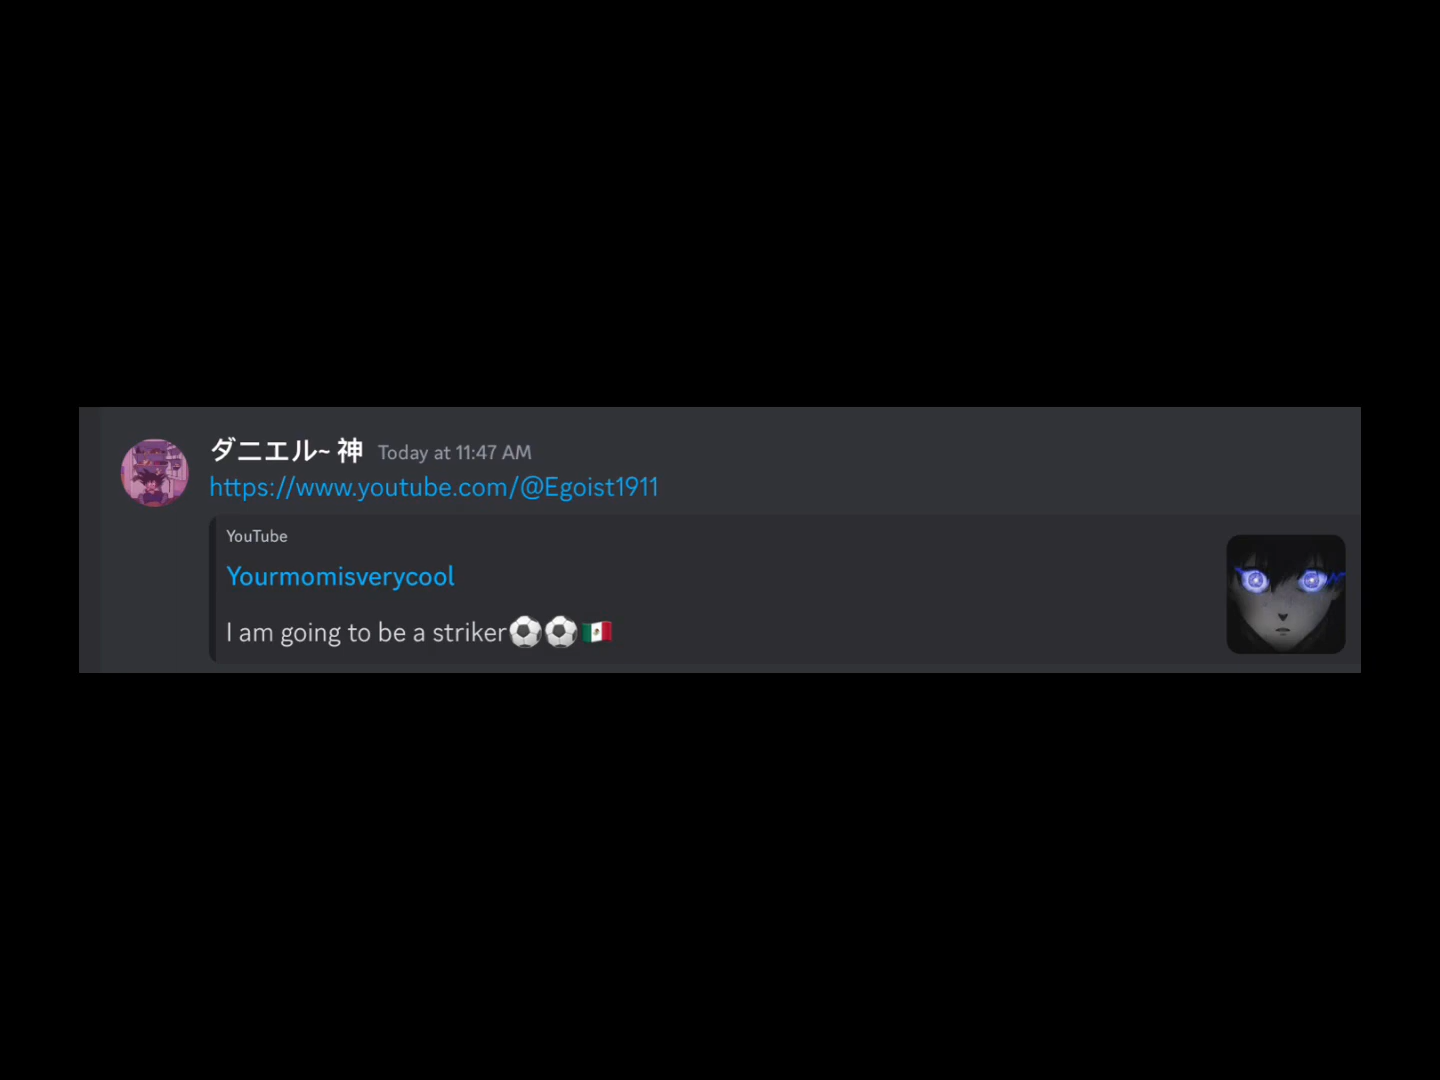 ダニエル~ 神 Today at 11:47 AM
https://www.youtube.com/@Egoist1911
YouTube
Yourmomisverycool
I am going to be a striker⚽⚽🇲🇽